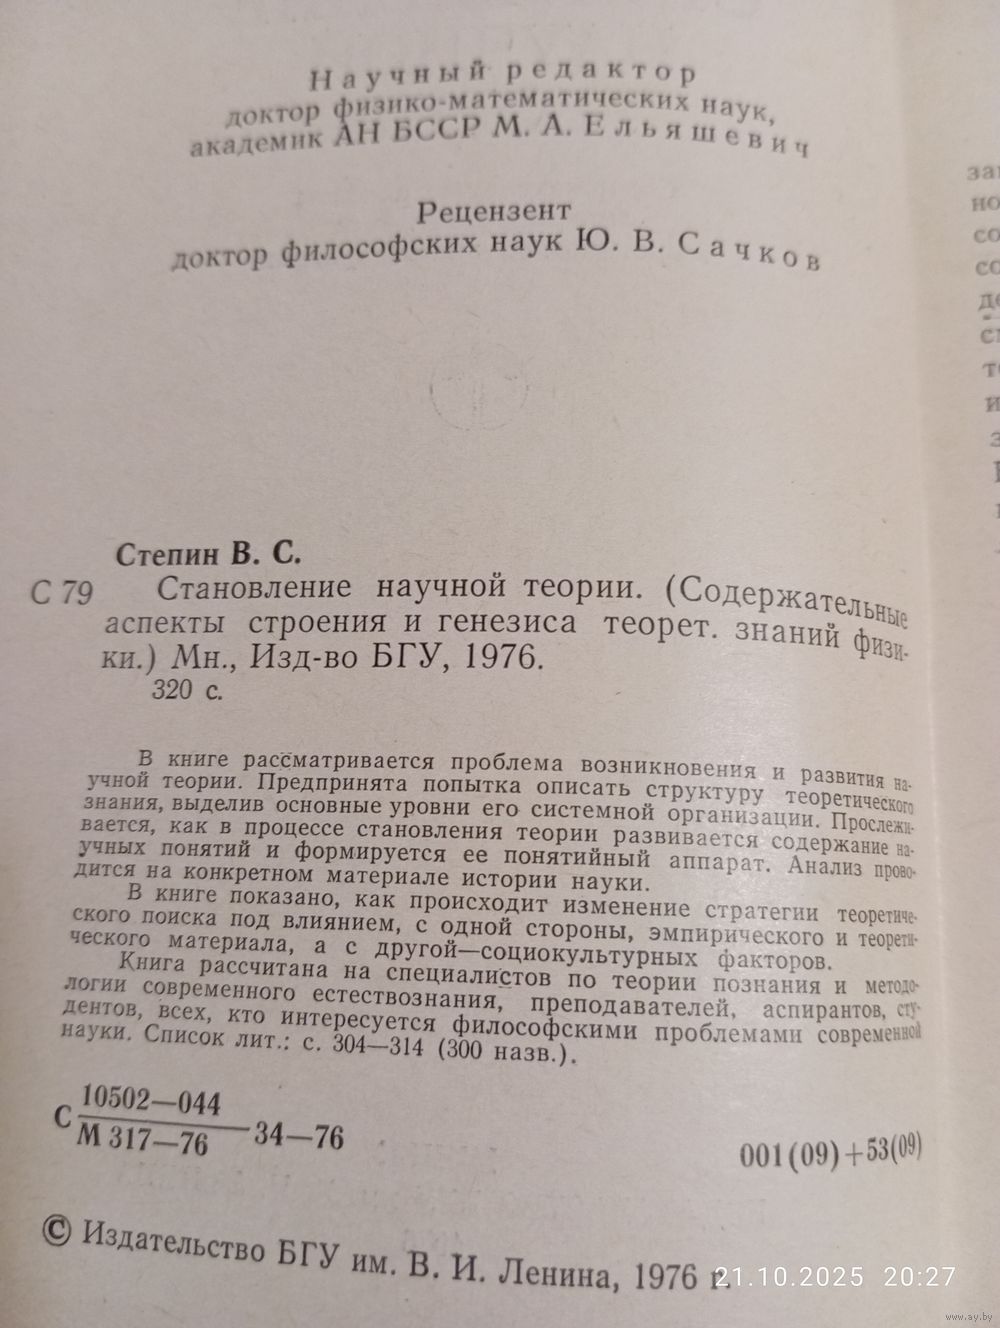 Научный редактор
доктор физико-математических наук,
академик АН БССР М. А. Ельяшевич
Рецензент
доктор философских наук Ю. В. Сачков
Степин В. С.
С 79 Становление научной теории. (Содержательные
аспекты строения и генезиса теорет. знаний физи-
ки.) Мн., Изд-во БГУ, 1976.
320 с.
В книге рассматривается проблема возникновения и развития на-
учной теории. Предпринята попытка описать структуру теоретического
знания, выделив основные уровни его системной организации. Прослежи-
вается, как в процессе становления теории развивается содержание на-
учных понятий и формируется ее понятийный аппарат. Анализ прово-
дится на конкретном материале истории науки.
В книге показано, как происходит изменение стратегии теоретиче-
ского поиска под влиянием, с одной стороны, эмпирического и теорети-
ческого материала, а с другой—социокультурных факторов.
Книга рассчитана на специалистов по теории познания и методо-
логии современного естествознания, преподавателей, аспирантов, сту-
дентов, всех, кто интересуется философскими проблемами современной
науки. Список лит.: с. 304—314 (300 назв.).
С 10502—044
М 317—76 34—76
001(09)+53(09)
© Издательство БГУ им. В. И. Ленина, 1976 г.
21.10.2025 20:27
www.ay.by